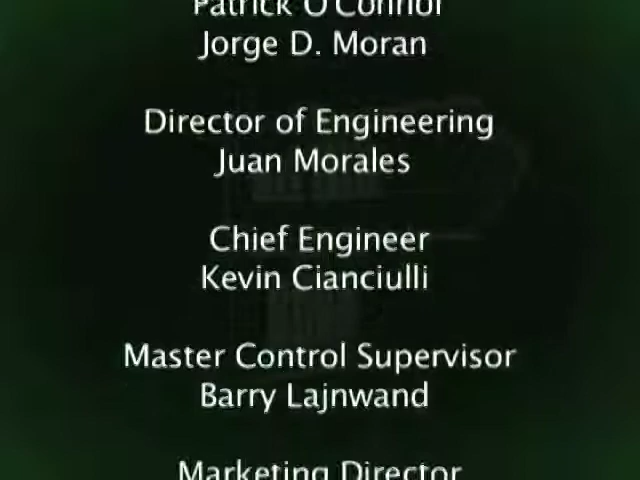 Patrick O'Connor
Jorge D. Moran
Director of Engineering
Juan Morales
Chief Engineer
Kevin Cianciulli
Master Control Supervisor
Barry Lajnwand
Marketing Director